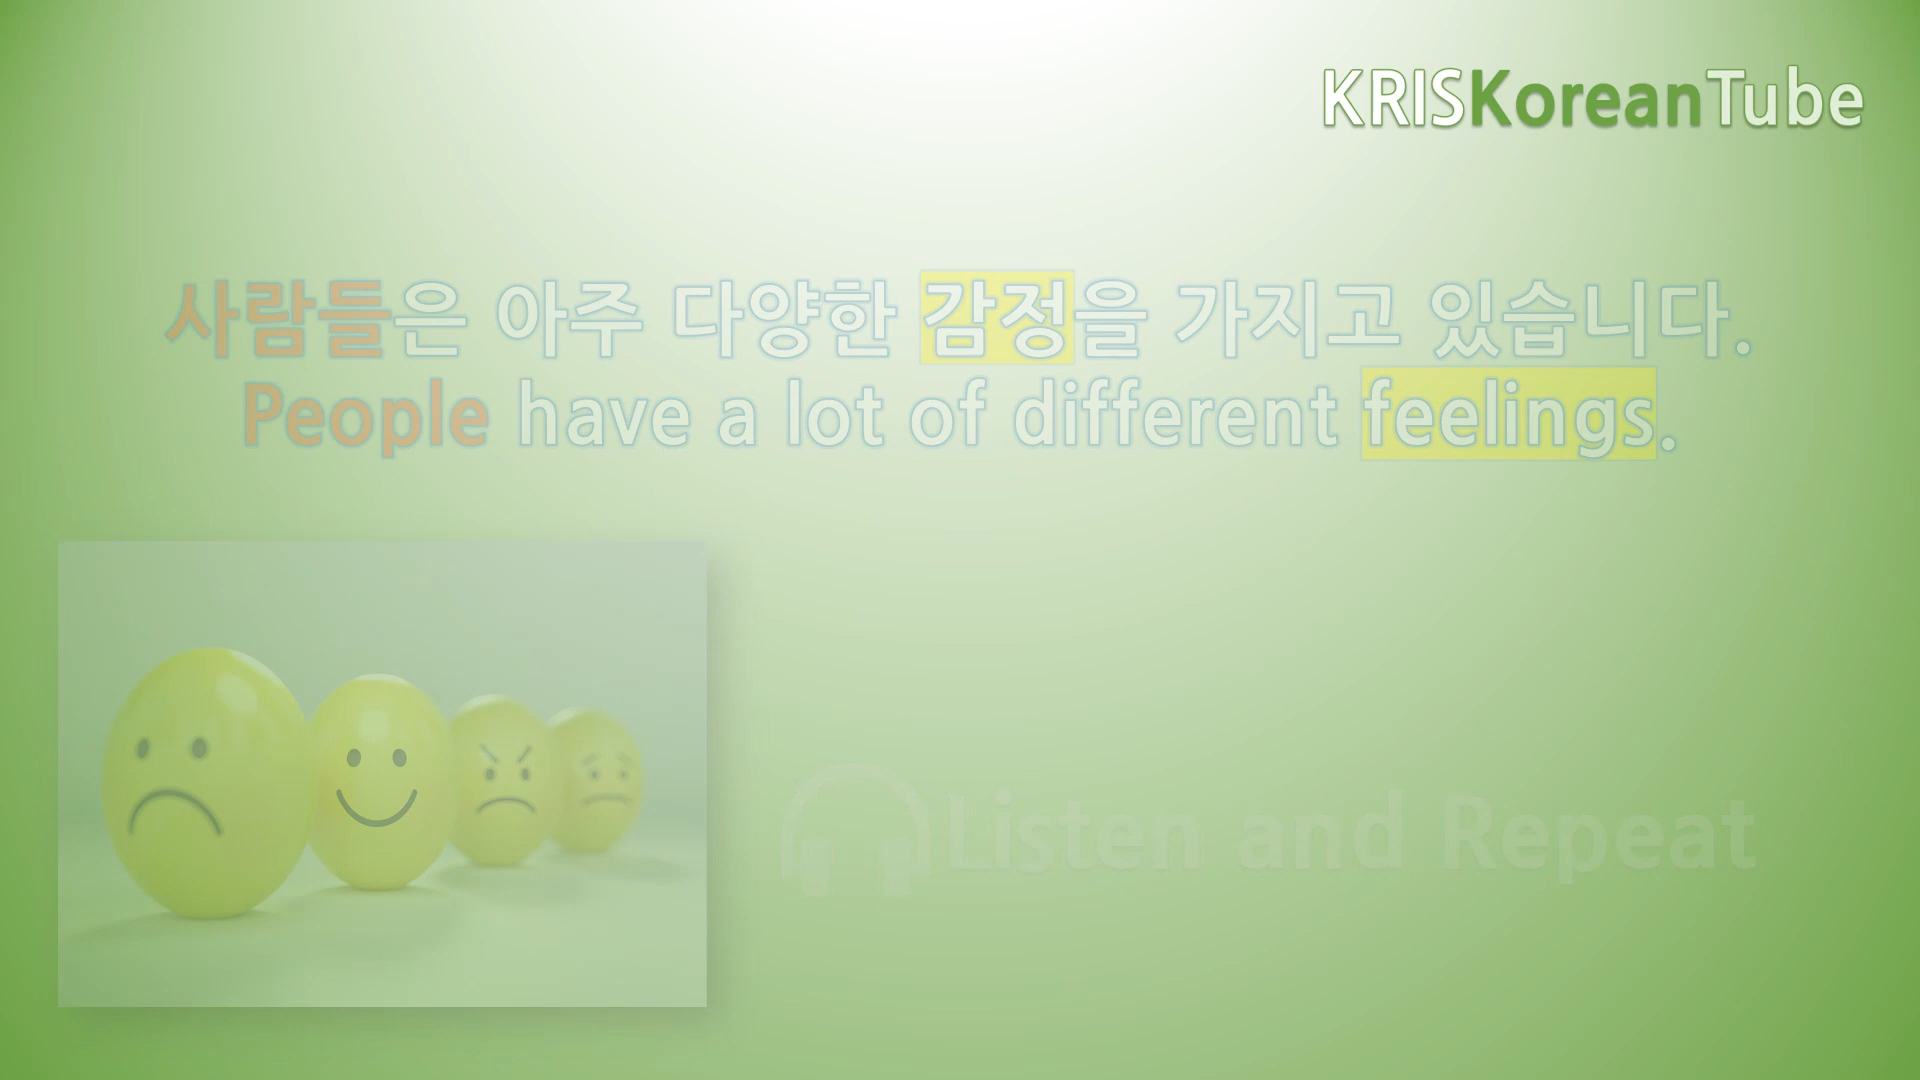 KRISKoreanTube
사람들은 아주 다양한 감정을 가지고 있습니다.
People have a lot of different feelings.
Listen and Repeat